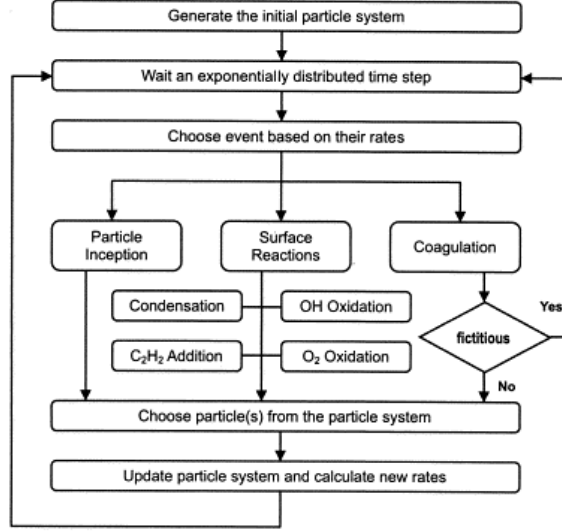 Generate the initial particle system
Wait an exponentially distributed time step
Choose event based on their rates
Particle
Inception
Surface
Reactions
Coagulation
Condensation
OH Oxidation
Yes
fictitious
C₂H₂ Addition
O₂ Oxidation
No
Choose particle(s) from the particle system
Update particle system and calculate new rates